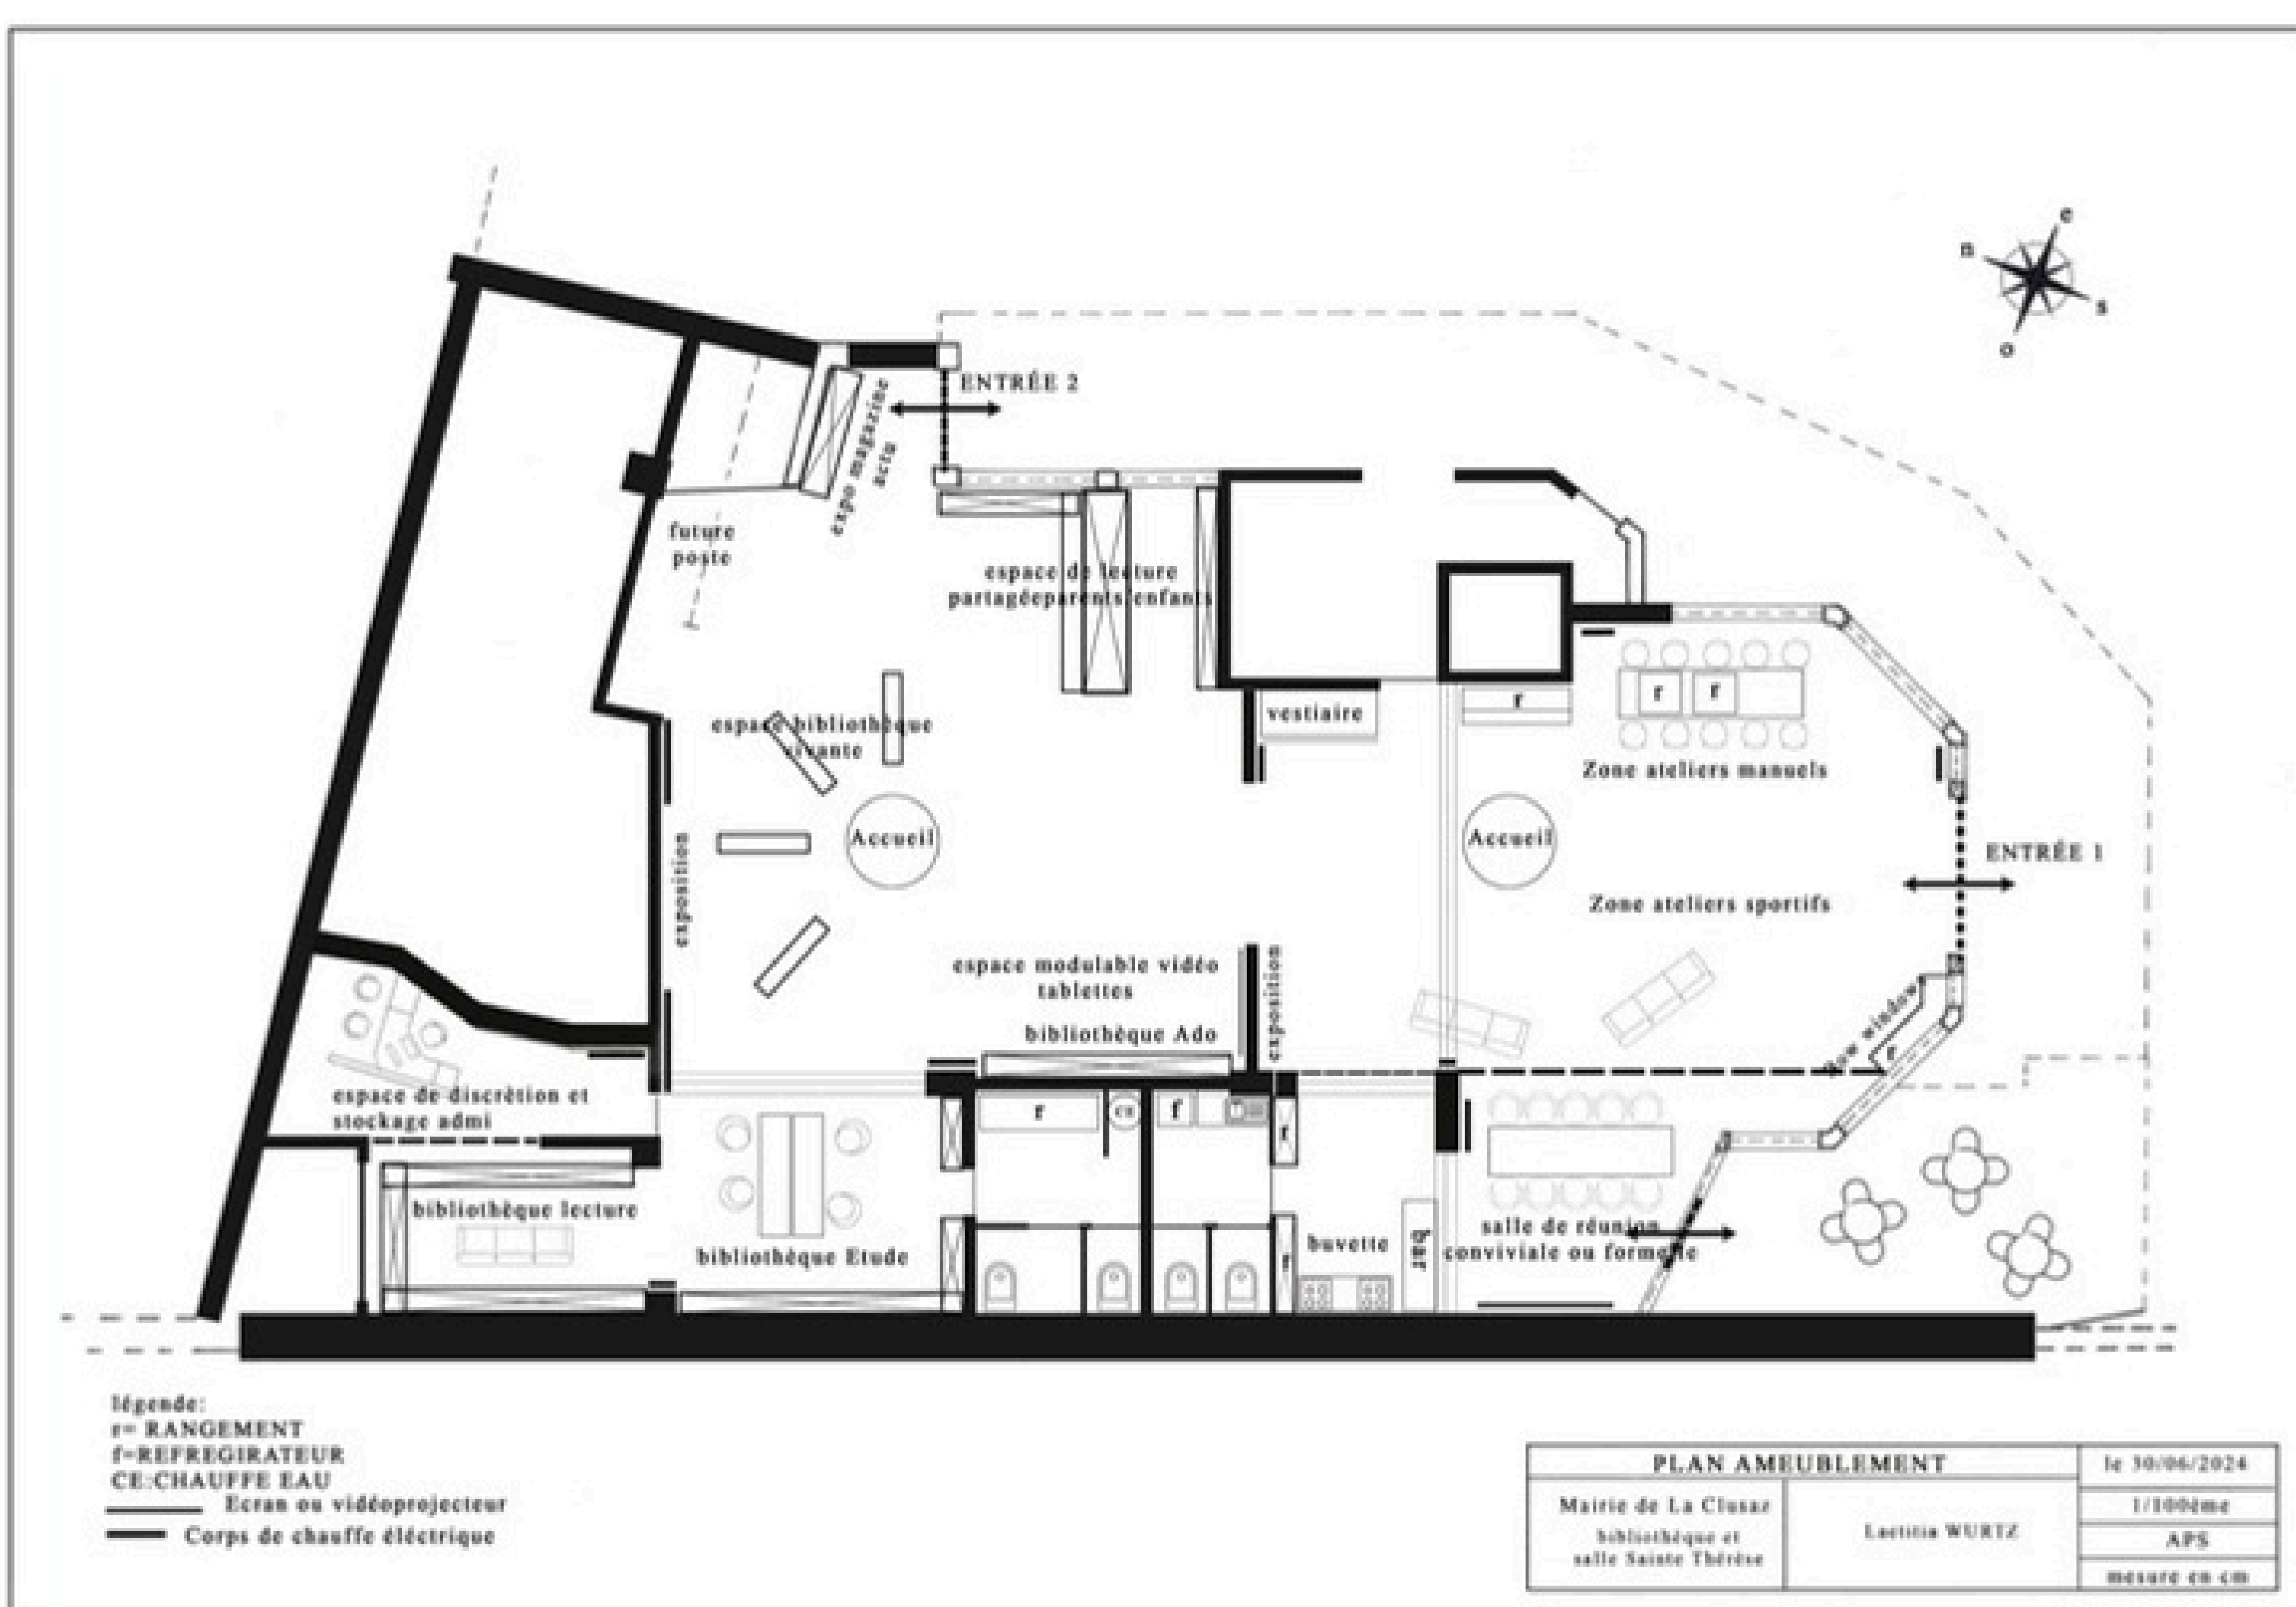 e
n
s
o
ENTRÉE 2
expo magazine
actu
future
poste
espace de lecture
partagéeparents enfants
espace bibliothèque
vivante
vestiaire
r
r
r
Zone ateliers manuels
Accueil
Accueil
ENTRÉE 1
exposition
Zone ateliers sportifs
espace modulable vidéo
tablettes
exposition
bibliothèque Ado
bow window
r
espace de discrétion et
stockage admi
r
ce
f
r
bibliothèque lecture
bibliothèque Etude
r
buvette
bar
salle de réunion
conviviale ou formelle
légende:
r= RANGEMENT
f=REFREGIRATEUR
CE:CHAUFFE EAU
Ecran ou vidéoprojecteur
Corps de chauffe éléctrique
PLAN AMEUBLEMENT
le 30/06/2024
Mairie de La Clusaz
bibliothèque et
salle Sainte Thérèse
Laetitia WURTZ
1/100ème
APS
mesure en cm